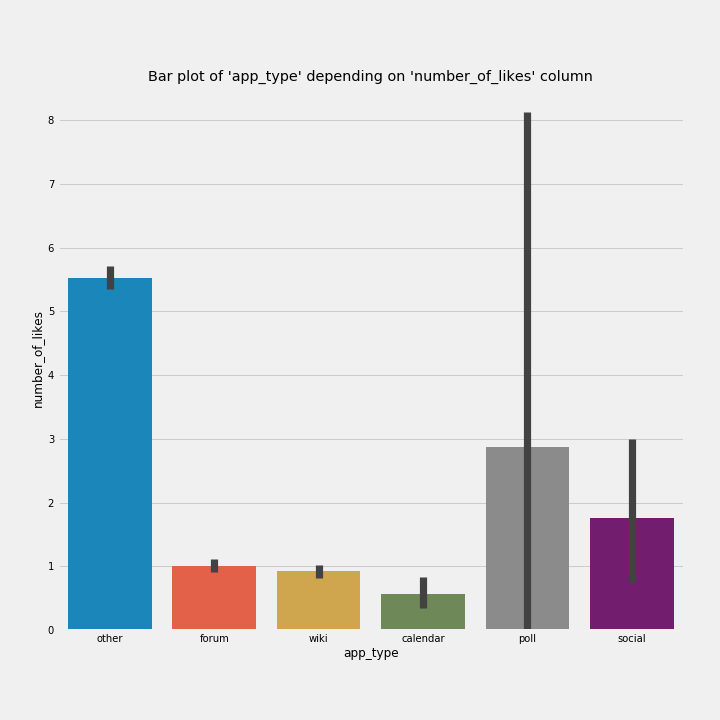 Bar plot of 'app_type' depending on 'number_of_likes' column
number_of_likes
8
7
6
5
4
3
2
1
0
other forum wiki calendar poll social
app_type